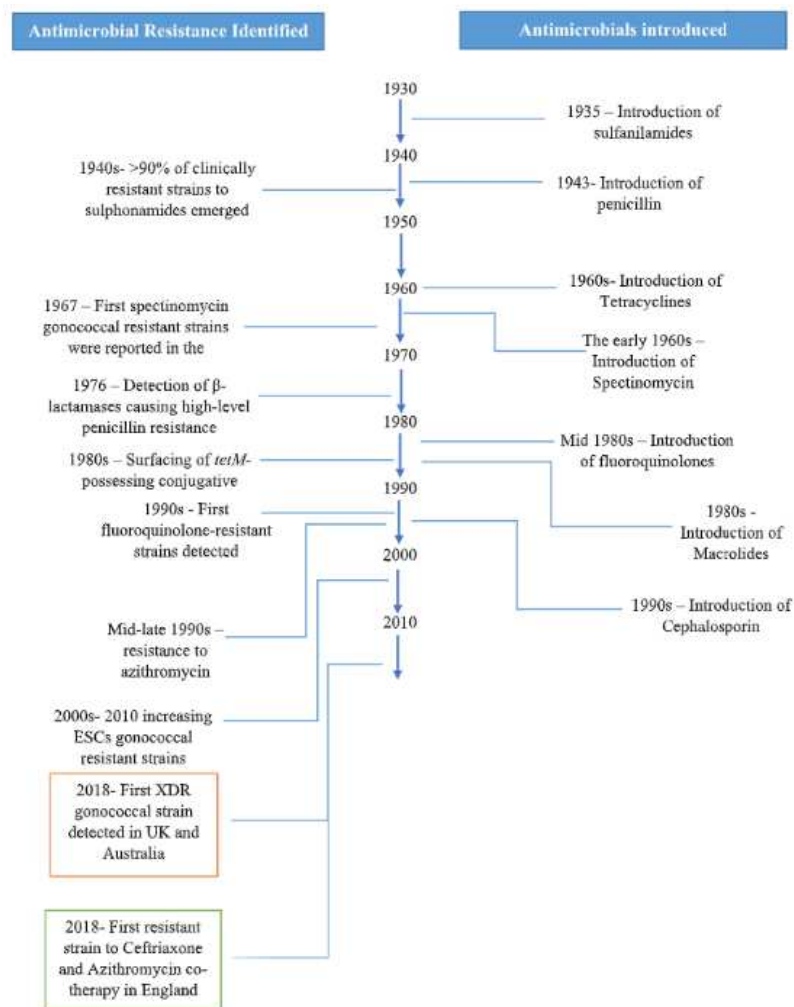 Antimicrobial Resistance Identified
Antimicrobials introduced
1930
1935 – Introduction of
sulfanilamides
1940
1940s- >90% of clinically
resistant strains to
sulphonamides emerged
1943- Introduction of
penicillin
1950
1960
1960s- Introduction of
Tetracyclines
1967 – First spectinomycin
gonococcal resistant strains
were reported in the
The early 1960s –
Introduction of
Spectinomycin
1970
1976 – Detection of β-
lactamases causing high-level
penicillin resistance
1980
Mid 1980s – Introduction
of fluoroquinolones
1980s – Surfacing of tetM-
possessing conjugative
1990
1980s -
Introduction of
Macrolides
1990s - First
fluoroquinolone-resistant
strains detected
2000
1990s – Introduction of
Cephalosporin
2010
Mid-late 1990s –
resistance to
azithromycin
2000s- 2010 increasing
ESCs gonococcal
resistant strains
2018- First XDR
gonococcal strain
detected in UK and
Australia
2018- First resistant
strain to Ceftriaxone
and Azithromycin co-
therapy in England